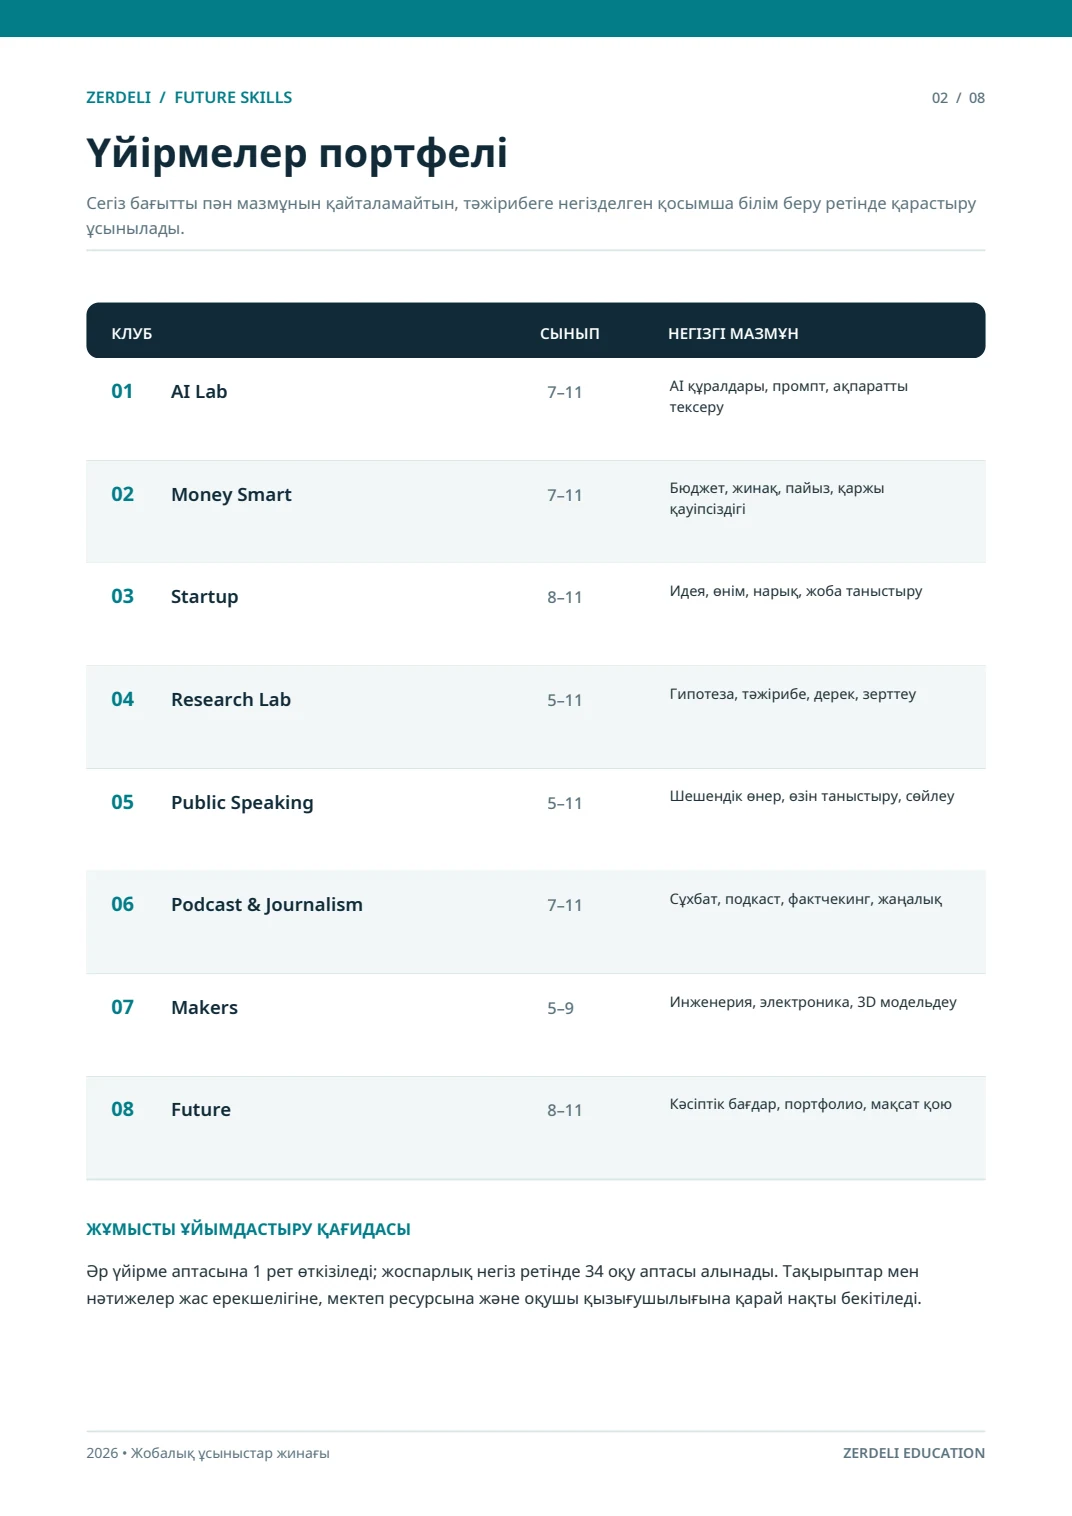 ZERDELI / FUTURE SKILLS
02 / 08
Үйірмелер портфелі
Сегіз бағытты пән мазмұнын қайталамайтын, тәжірибеге негізделген қосымша білім беру ретінде қарастыру
ұсынылады.
КЛУБ СЫНЫП НЕГІЗГІ МАЗМҰН
01 AI Lab 7–11 AI құралдары, промпт, ақпаратты
тексеру
02 Money Smart 7–11 Бюджет, жинақ, пайыз, қаржы
қауіпсіздігі
03 Startup 8–11 Идея, өнім, нарық, жоба таныстыру
04 Research Lab 5–11 Гипотеза, тәжірибе, дерек, зерттеу
05 Public Speaking 5–11 Шешендік өнер, өзін таныстыру, сөйлеу
06 Podcast & Journalism 7–11 Сұхбат, подкаст, фактчекинг, жаңалық
07 Makers 5–9 Инженерия, электроника, 3D модельдеу
08 Future 8–11 Кәсіптік бағдар, портфолио, мақсат қою
ЖҰМЫСТЫ ҰЙЫМДАСТЫРУ ҚАҒИДАСЫ
Әр үйірме аптасына 1 рет өткізіледі; жоспарлық негіз ретінде 34 оқу аптасы алынады. Тақырыптар мен
нәтижелер жас ерекшелігіне, мектеп ресурсына және оқушы қызығушылығына қарай нақты бекітіледі.
2026 • Жобалық ұсыныстар жинағы
ZERDELI EDUCATION